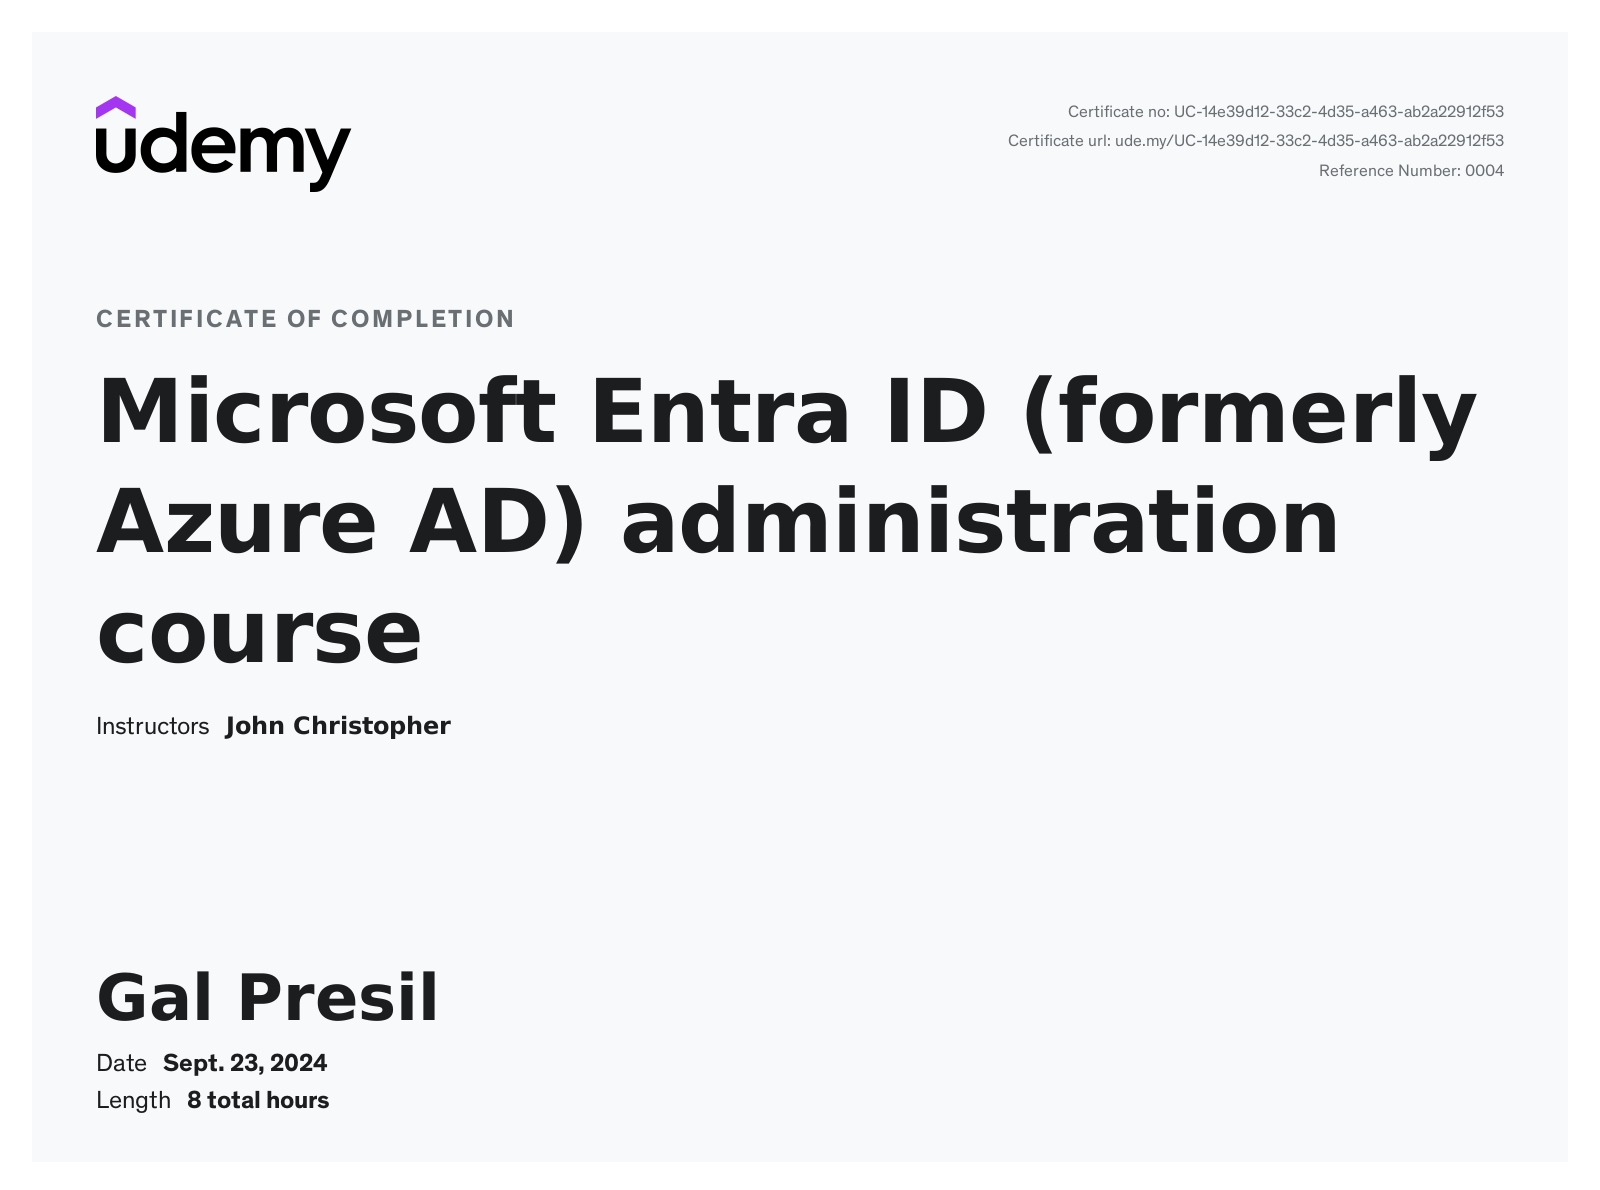 udemy
Certificate no: UC-14e39d12-33c2-4d35-a463-ab2a22912f53
Certificate url: ude.my/UC-14e39d12-33c2-4d35-a463-ab2a22912f53
Reference Number: 0004
CERTIFICATE OF COMPLETION
Microsoft Entra ID (formerly
Azure AD) administration
course
Instructors John Christopher
Gal Presil
Date Sept. 23, 2024
Length 8 total hours